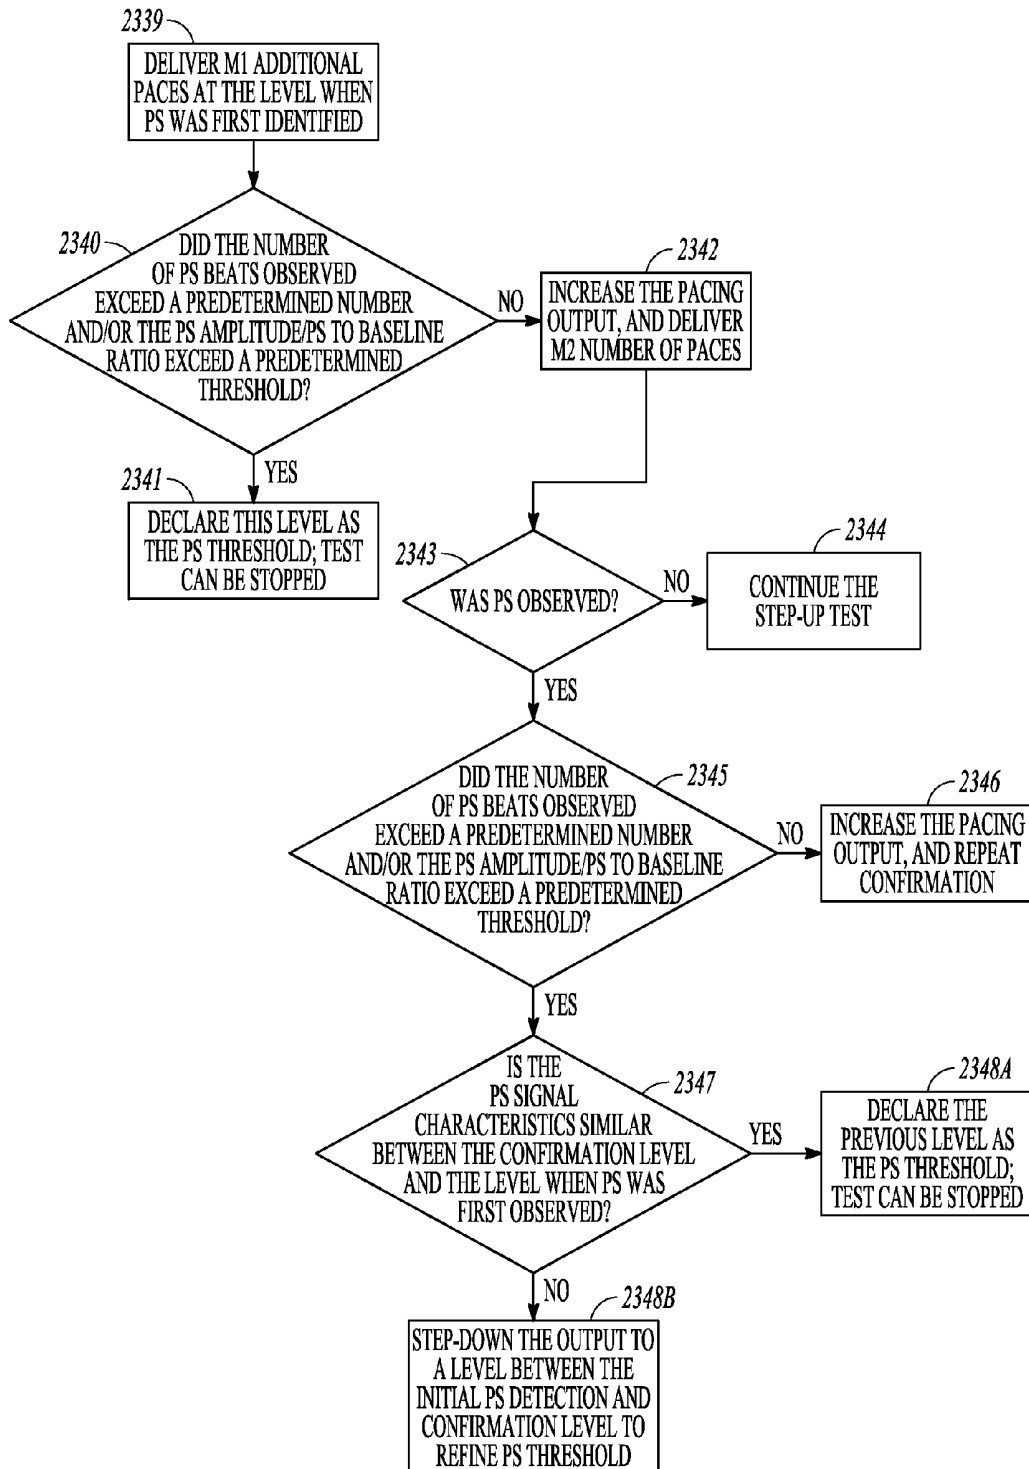 2339
DELIVER M1 ADDITIONAL
PACES AT THE LEVEL WHEN
PS WAS FIRST IDENTIFIED
2340
DID THE NUMBER
OF PS BEATS OBSERVED
EXCEED A PREDETERMINED NUMBER
AND/OR THE PS AMPLITUDE/PS TO BASELINE
RATIO EXCEED A PREDETERMINED
THRESHOLD?
NO
2342
INCREASE THE PACING
OUTPUT, AND DELIVER
M2 NUMBER OF PACES
YES
2341
DECLARE THIS LEVEL AS
THE PS THRESHOLD; TEST
CAN BE STOPPED
2343
WAS PS OBSERVED?
NO
2344
CONTINUE THE
STEP-UP TEST
YES
2345
DID THE NUMBER
OF PS BEATS OBSERVED
EXCEED A PREDETERMINED NUMBER
AND/OR THE PS AMPLITUDE/PS TO BASELINE
RATIO EXCEED A PREDETERMINED
THRESHOLD?
NO
2346
INCREASE THE PACING
OUTPUT, AND REPEAT
CONFIRMATION
YES
2347
IS THE
PS SIGNAL
CHARACTERISTICS SIMILAR
BETWEEN THE CONFIRMATION LEVEL
AND THE LEVEL WHEN PS WAS
FIRST OBSERVED?
YES
2348A
DECLARE THE
PREVIOUS LEVEL AS
THE PS THRESHOLD;
TEST CAN BE STOPPED
NO
2348B
STEP-DOWN THE OUTPUT TO
A LEVEL BETWEEN THE
INITIAL PS DETECTION AND
CONFIRMATION LEVEL TO
REFINE PS THRESHOLD